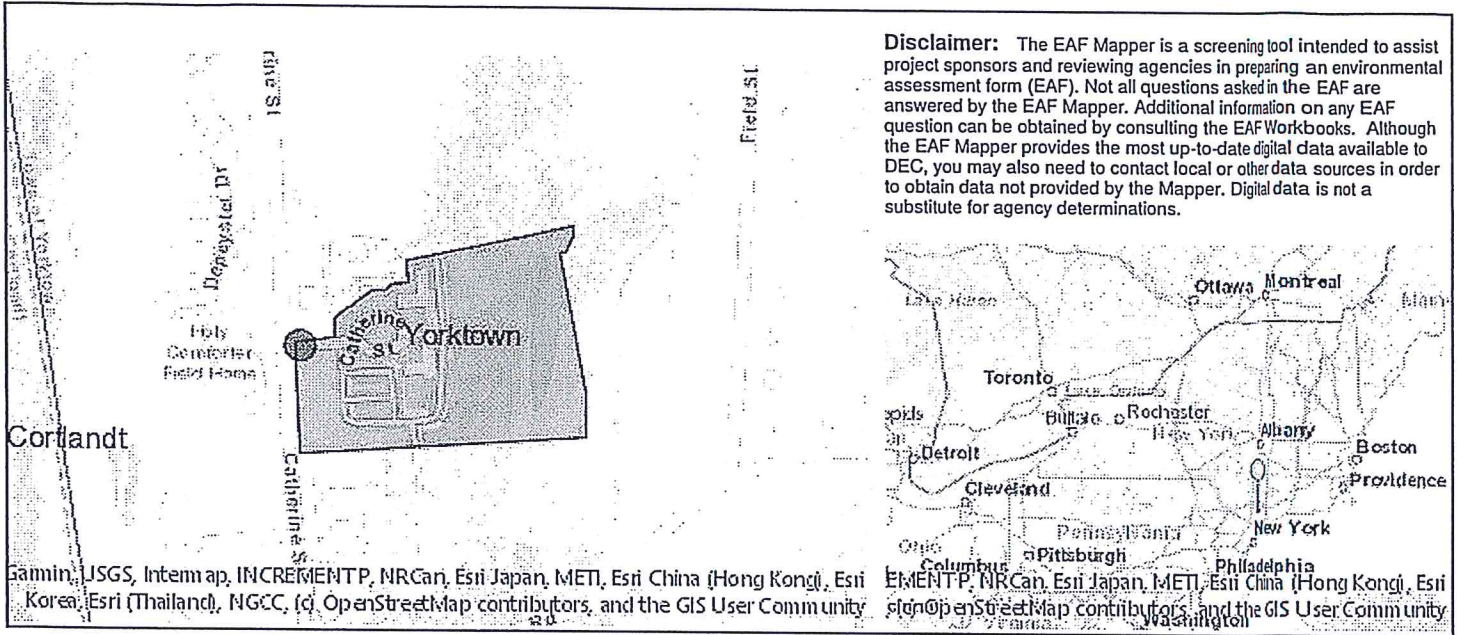 Disclaimer: The EAF Mapper is a screening tool intended to assist
project sponsors and reviewing agencies in preparing an environmental
assessment form (EAF). Not all questions asked in the EAF are
answered by the EAF Mapper. Additional information on any EAF
question can be obtained by consulting the EAF Workbooks. Although
the EAF Mapper provides the most up-to-date digital data available to
DEC, you may also need to contact local or other data sources in order
to obtain data not provided by the Mapper. Digital data is not a
substitute for agency determinations.
Field St
Depeyster Dr
Holy
Comforter
Field Home
Catherine
St
Yorktown
Cortlandt
Catherine S
Garmin, USGS, Intermap, INCREMENT P, NRCan, Esri Japan, METI, Esri China (Hong Kong), Esri
Korea, Esri (Thailand), NGCC, (c) OpenStreetMap contributors, and the GIS User Community
Ottawa
Montreal
Toronto
Buffalo
Rochester
New York
Albany
Boston
Providence
Detroit
Cleveland
New York
Pennsylvania
Ohio
Pittsburgh
Columbus
Philadelphia
EMENT P, NRCan, Esri Japan, METI, Esri China (Hong Kong), Esri
OpenStreetMap contributors, and the GIS User Community
Washington